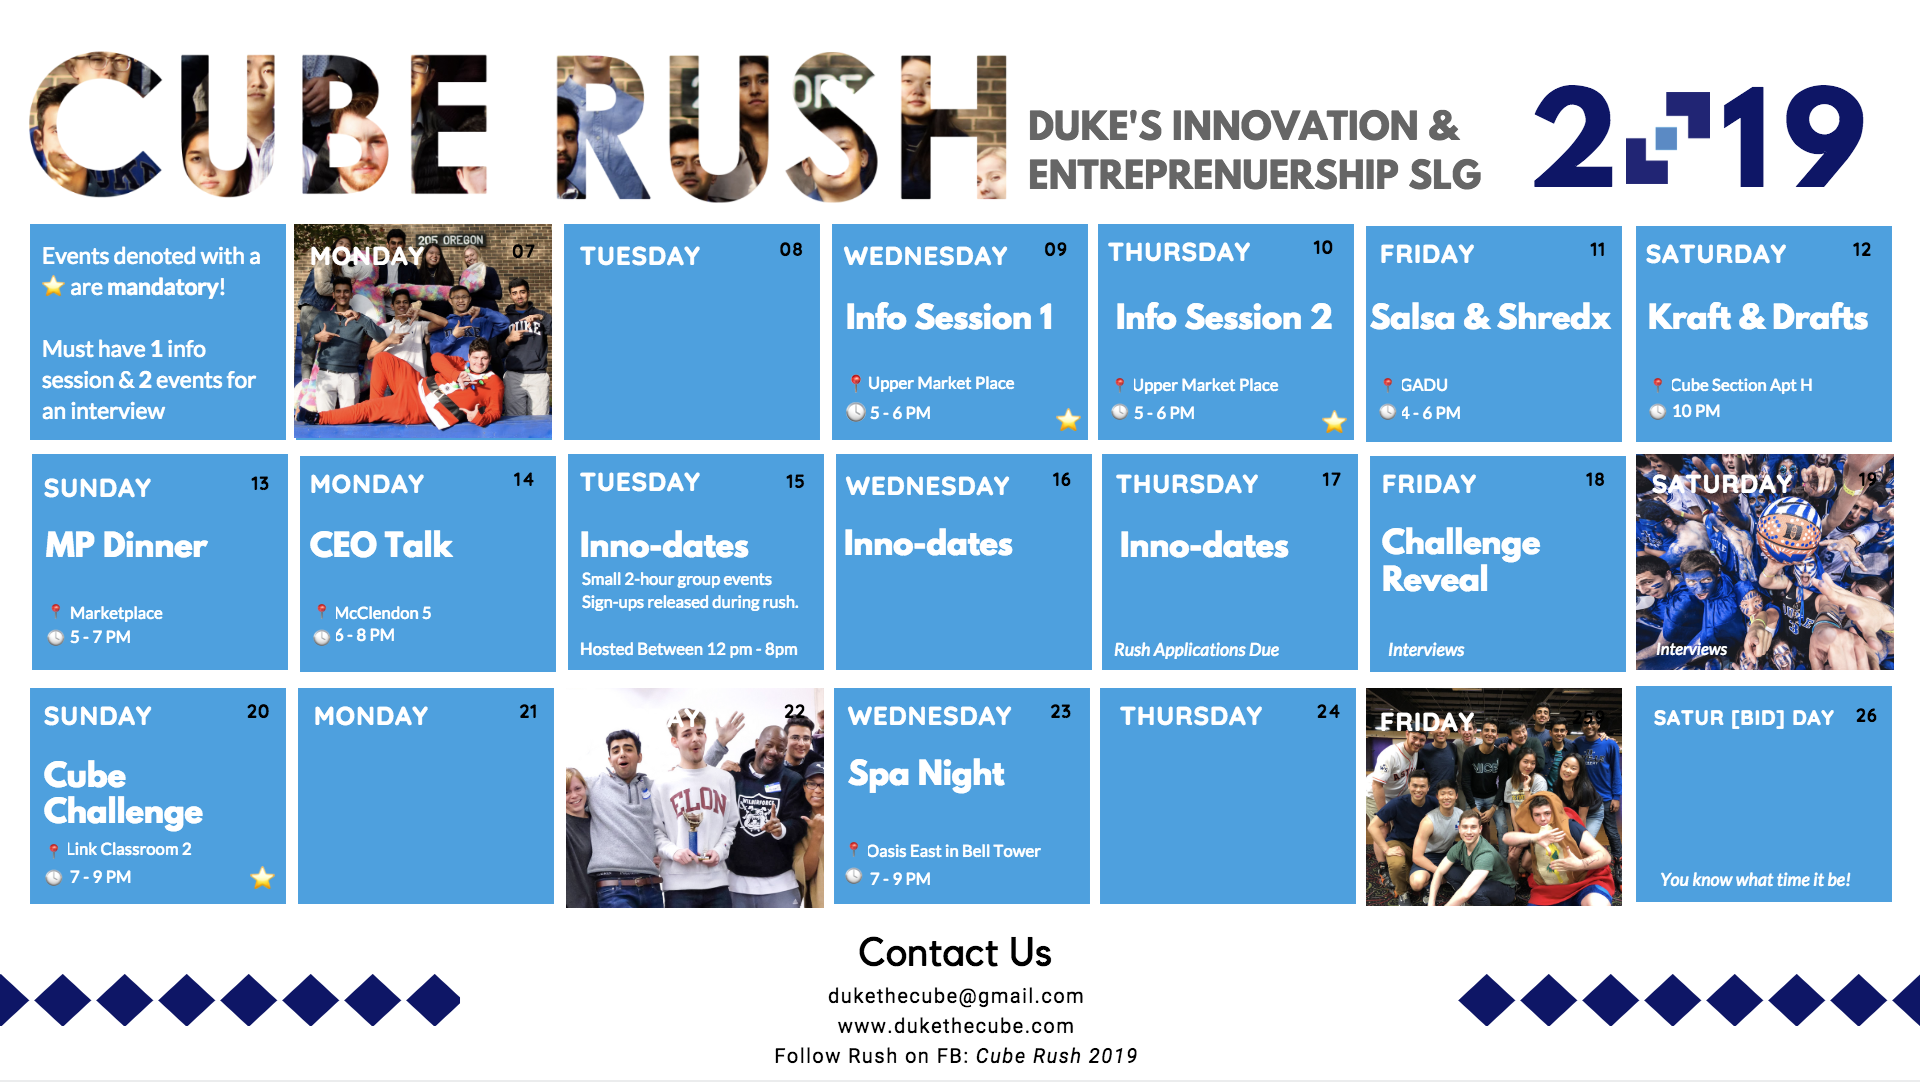 CUBE RUSH
DUKE'S INNOVATION &
ENTREPRENUERSHIP SLG
2019
Events denoted with a
⭐ are mandatory!
Must have 1 info
session & 2 events for
an interview
MONDAY 07
205 OREGON
DUKE
DUKE
TUESDAY 08
WEDNESDAY 09
Info Session 1
Upper Market Place
5 - 6 PM
THURSDAY 10
Info Session 2
Upper Market Place
5 - 6 PM
FRIDAY 11
Salsa & Shredx
GADU
4 - 6 PM
SATURDAY 12
Kraft & Drafts
Cube Section Apt H
10 PM
SUNDAY 13
MP Dinner
Marketplace
5 - 7 PM
MONDAY 14
CEO Talk
McClendon 5
6 - 8 PM
TUESDAY 15
Inno-dates
Small 2-hour group events
Sign-ups released during rush.
Hosted Between 12 pm - 8pm
WEDNESDAY 16
Inno-dates
THURSDAY 17
Inno-dates
Rush Applications Due
FRIDAY 18
Challenge
Reveal
Interviews
SATURDAY 19
Interviews
SUNDAY 20
Cube
Challenge
Link Classroom 2
7 - 9 PM
MONDAY 21
22
ELON
WEDNESDAY 23
Spa Night
Oasis East in Bell Tower
7 - 9 PM
THURSDAY 24
FRIDAY
SATUR [BID] DAY 26
You know what time it be!
Contact Us
dukethecube@gmail.com
www.dukethecube.com
Follow Rush on FB: Cube Rush 2019